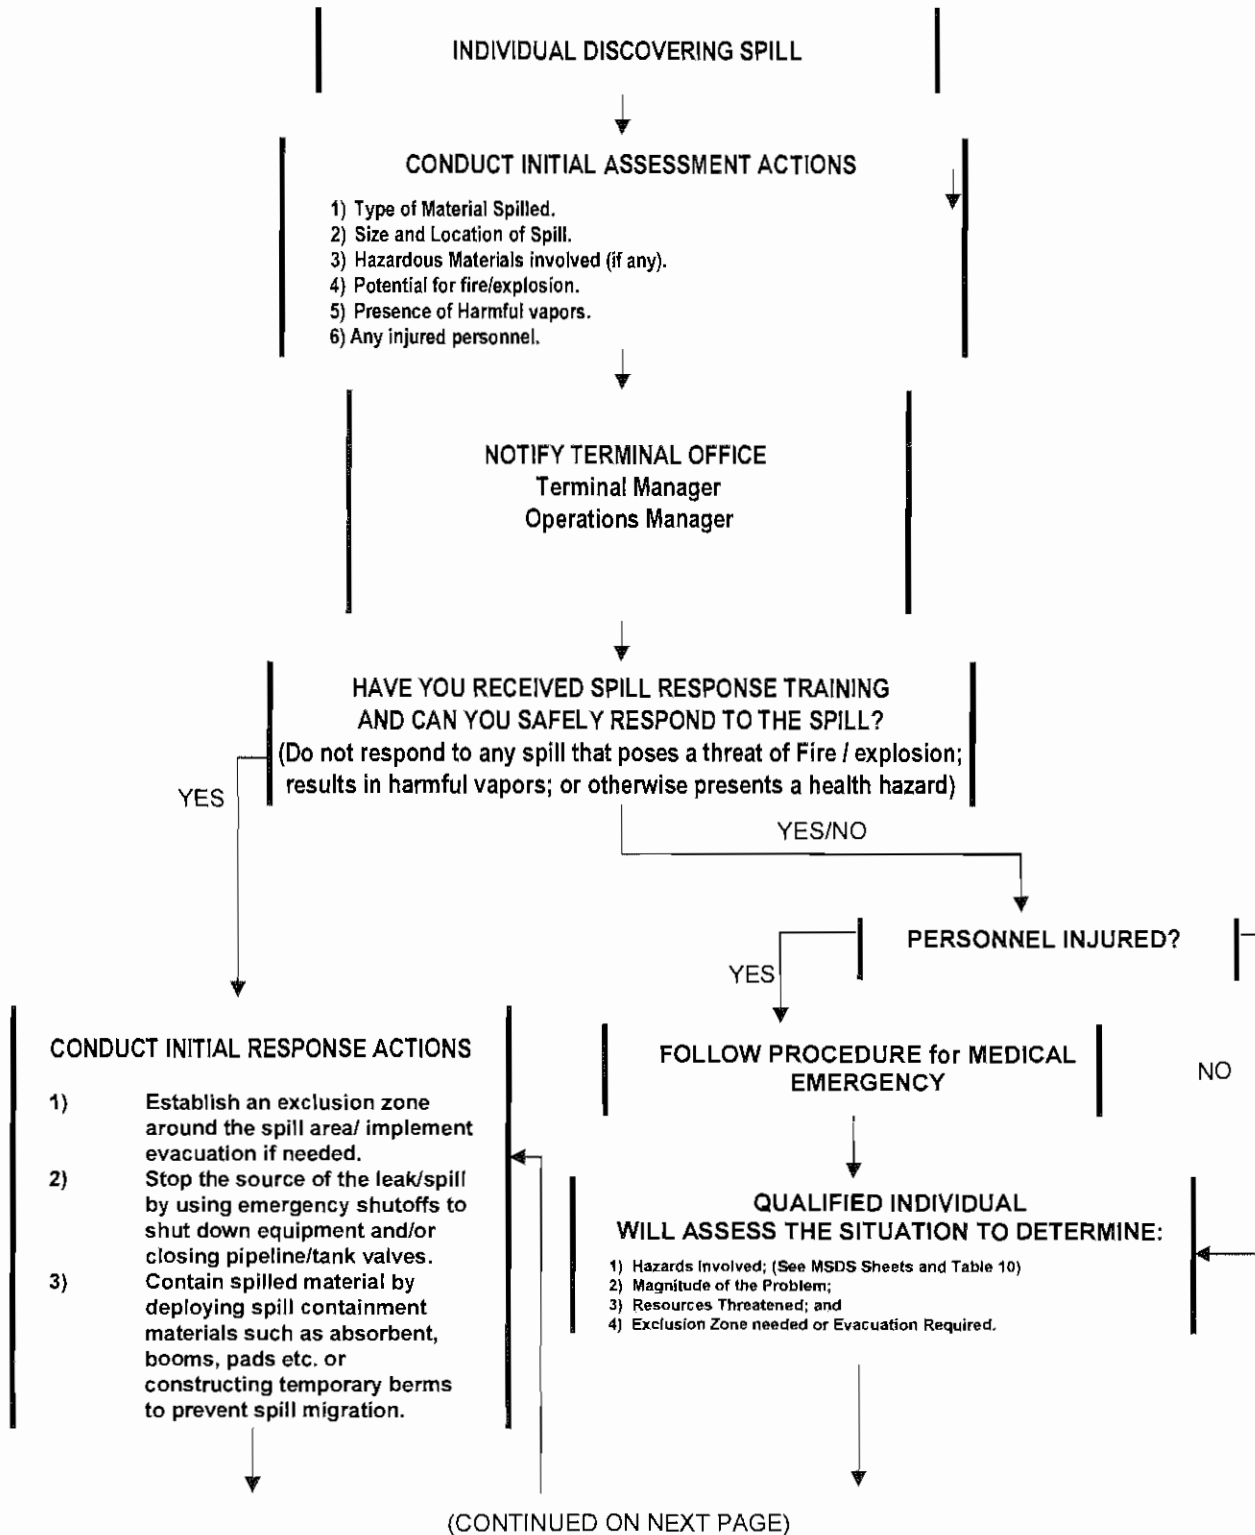 INDIVIDUAL DISCOVERING SPILL
CONDUCT INITIAL ASSESSMENT ACTIONS
1) Type of Material Spilled.
2) Size and Location of Spill.
3) Hazardous Materials involved (if any).
4) Potential for fire/explosion.
5) Presence of Harmful vapors.
6) Any injured personnel.
NOTIFY TERMINAL OFFICE
Terminal Manager
Operations Manager
HAVE YOU RECEIVED SPILL RESPONSE TRAINING
AND CAN YOU SAFELY RESPOND TO THE SPILL?
(Do not respond to any spill that poses a threat of Fire / explosion;
results in harmful vapors; or otherwise presents a health hazard)
YES
YES/NO
PERSONNEL INJURED?
YES
NO
FOLLOW PROCEDURE for MEDICAL
EMERGENCY
CONDUCT INITIAL RESPONSE ACTIONS
1) Establish an exclusion zone
around the spill area/ implement
evacuation if needed.
2) Stop the source of the leak/spill
by using emergency shutoffs to
shut down equipment and/or
closing pipeline/tank valves.
3) Contain spilled material by
deploying spill containment
materials such as absorbent,
booms, pads etc. or
constructing temporary berms
to prevent spill migration.
QUALIFIED INDIVIDUAL
WILL ASSESS THE SITUATION TO DETERMINE:
1) Hazards Involved; (See MSDS Sheets and Table 10)
2) Magnitude of the Problem;
3) Resources Threatened; and
4) Exclusion Zone needed or Evacuation Required.
(CONTINUED ON NEXT PAGE)